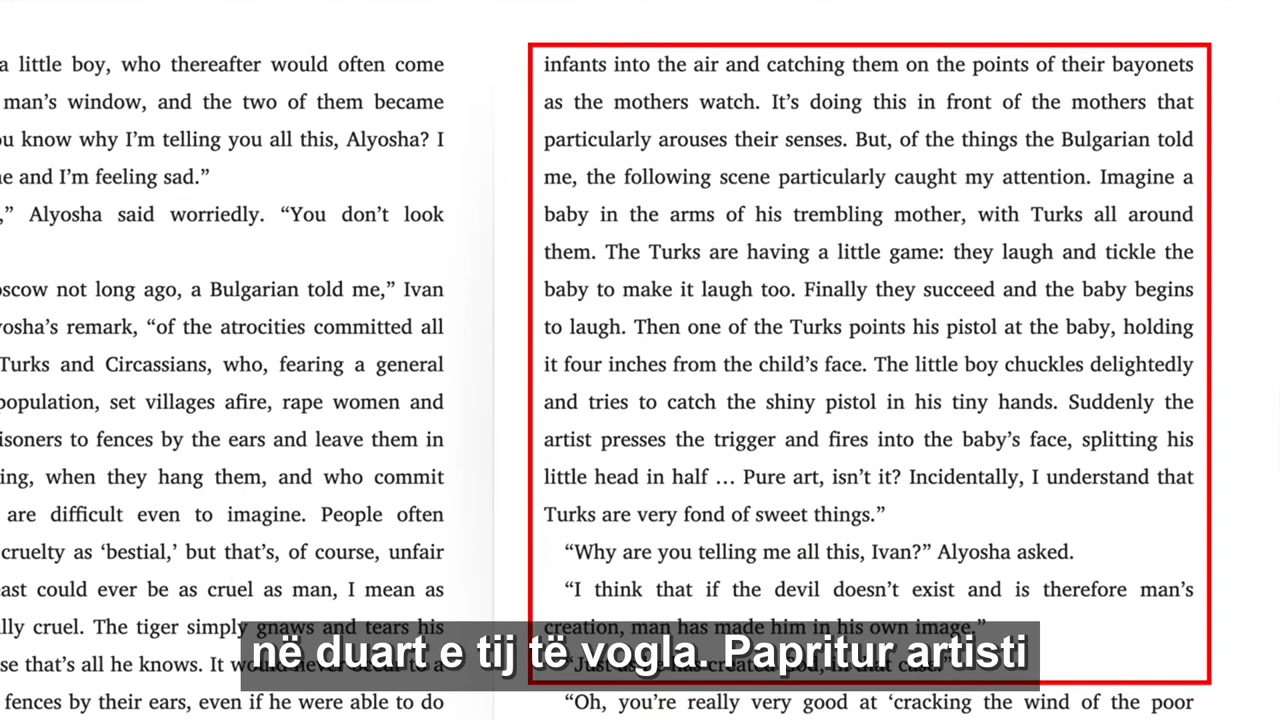 a little boy, who thereafter would often come
man's window, and the two of them became
u know why I'm telling you all this, Alyosha? I
e and I'm feeling sad.”
,” Alyosha said worriedly. “You don't look
oscow not long ago, a Bulgarian told me,” Ivan
yosha's remark, “of the atrocities committed all
Turks and Circassians, who, fearing a general
population, set villages afire, rape women and
isoners to fences by the ears and leave them in
ing, when they hang them, and who commit
are difficult even to imagine. People often
cruelty as ‘bestial,’ but that's, of course, unfair
east could ever be as cruel as man, I mean as
lly cruel. The tiger simply gnaws and tears his
se that's all he knows. It would never occur to a
fences by their ears, even if he were able to do
infants into the air and catching them on the points of their bayonets
as the mothers watch. It's doing this in front of the mothers that
particularly arouses their senses. But, of the things the Bulgarian told
me, the following scene particularly caught my attention. Imagine a
baby in the arms of his trembling mother, with Turks all around
them. The Turks are having a little game: they laugh and tickle the
baby to make it laugh too. Finally they succeed and the baby begins
to laugh. Then one of the Turks points his pistol at the baby, holding
it four inches from the child's face. The little boy chuckles delightedly
and tries to catch the shiny pistol in his tiny hands. Suddenly the
artist presses the trigger and fires into the baby's face, splitting his
little head in half … Pure art, isn't it? Incidentally, I understand that
Turks are very fond of sweet things.”
“Why are you telling me all this, Ivan?” Alyosha asked.
“I think that if the devil doesn't exist and is therefore man's
creation, man has made him in his own image.”
“Just as he has created God, in that case?”
“Oh, you're really very good at ‘cracking the wind of the poor
në duart e tij të vogla. Papritur artisti